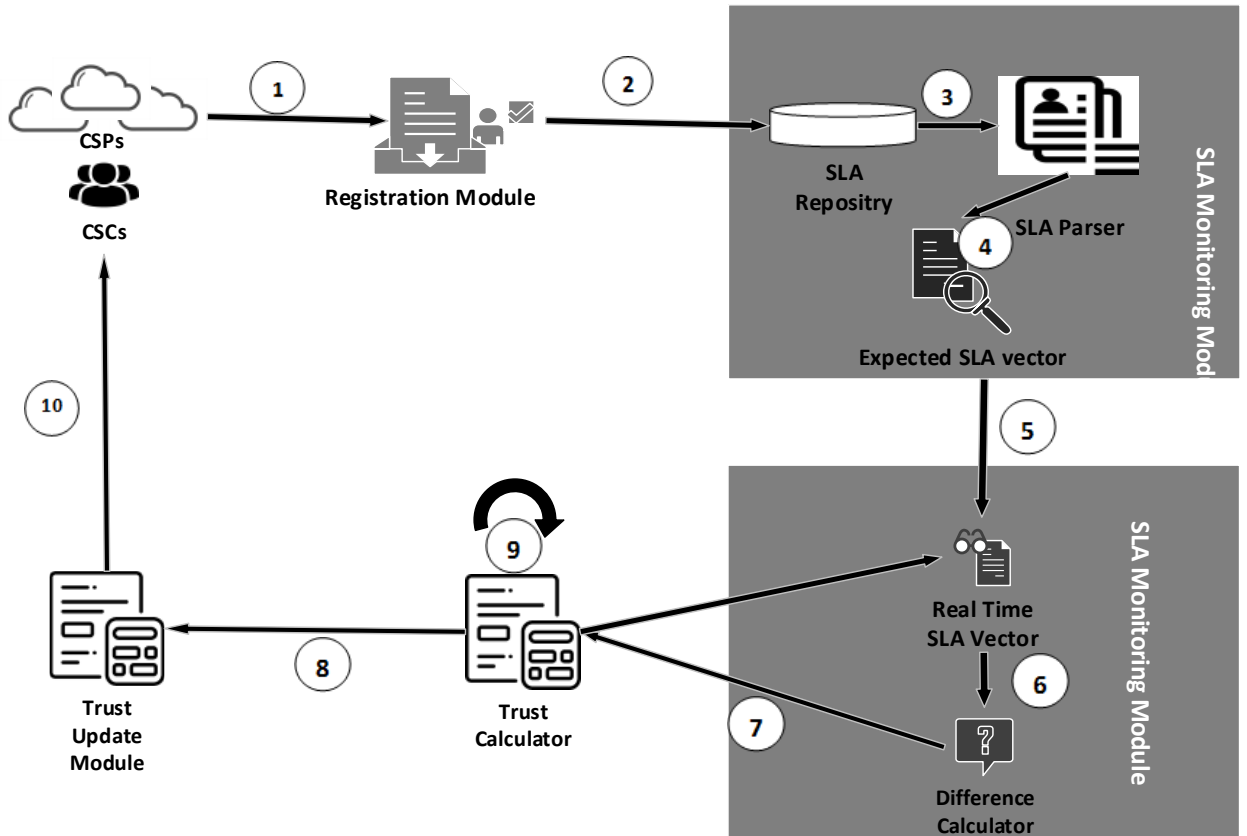 1
2
3
CSPs
CSCs
Registration Module
SLA
Repositry
SLA Parser
4
Expected SLA vector
SLA Monitoring Mod
5
10
9
Real Time
SLA Vector
SLA Monitoring Module
6
7
8
Trust
Update
Module
Trust
Calculator
?
Difference
Calculator